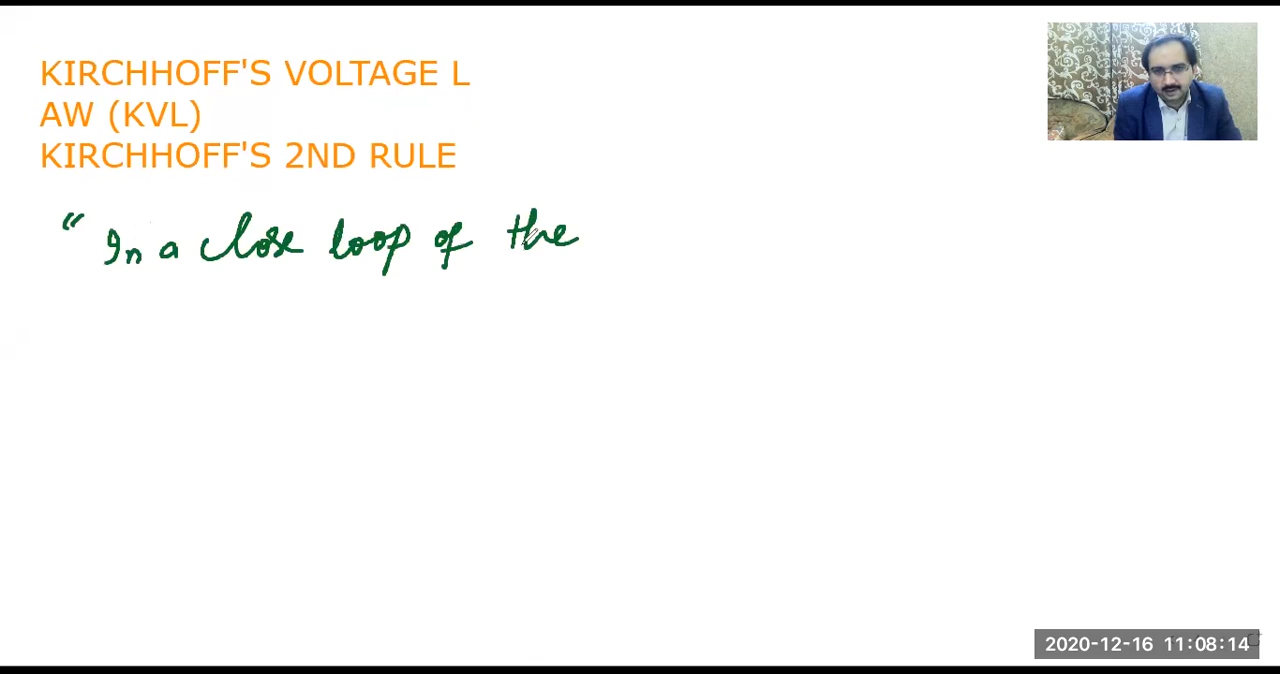 KIRCHHOFF'S VOLTAGE L
AW (KVL)
KIRCHHOFF'S 2ND RULE
“ In a close loop of the
2020-12-16 11:08:14